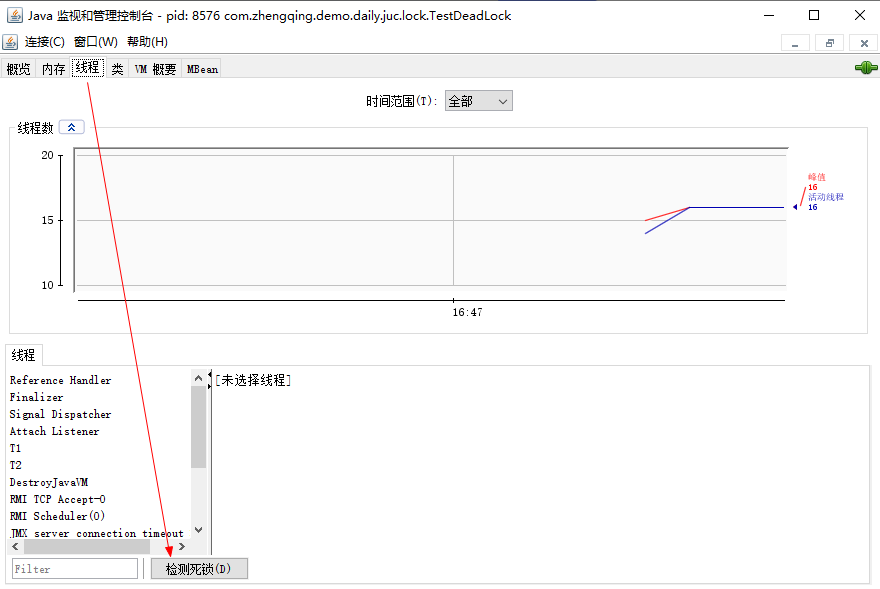 Java 监视和管理控制台 - pid: 8576 com.zhengqing.demo.daily.juc.lock.TestDeadLock
连接(C) 窗口(W) 帮助(H)
概览 内存 线程 类 VM 概要 MBean
时间范围(T): 全部
线程数
20
15
10
16:47
峰值
16
活动线程
16
线程
Reference Handler
Finalizer
Signal Dispatcher
Attach Listener
T1
T2
DestroyJavaVM
RMI TCP Accept-0
RMI Scheduler(0)
JMX server connection timeout
[未选择线程]
Filter
检测死锁(D)